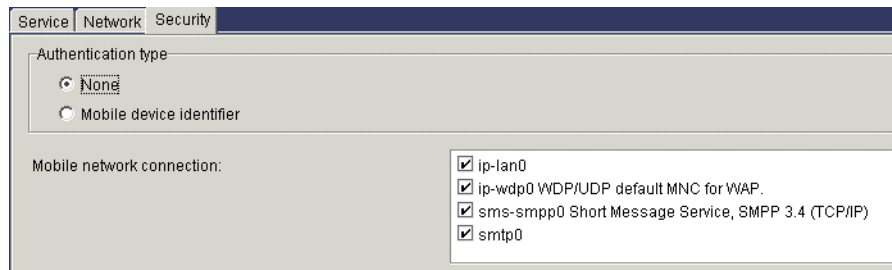 Service Network Security
Authentication type
None
Mobile device identifier
Mobile network connection:
ip-lan0
ip-wdp0 WDP/UDP default MNC for WAP.
sms-smpp0 Short Message Service, SMPP 3.4 (TCP/IP)
smtp0